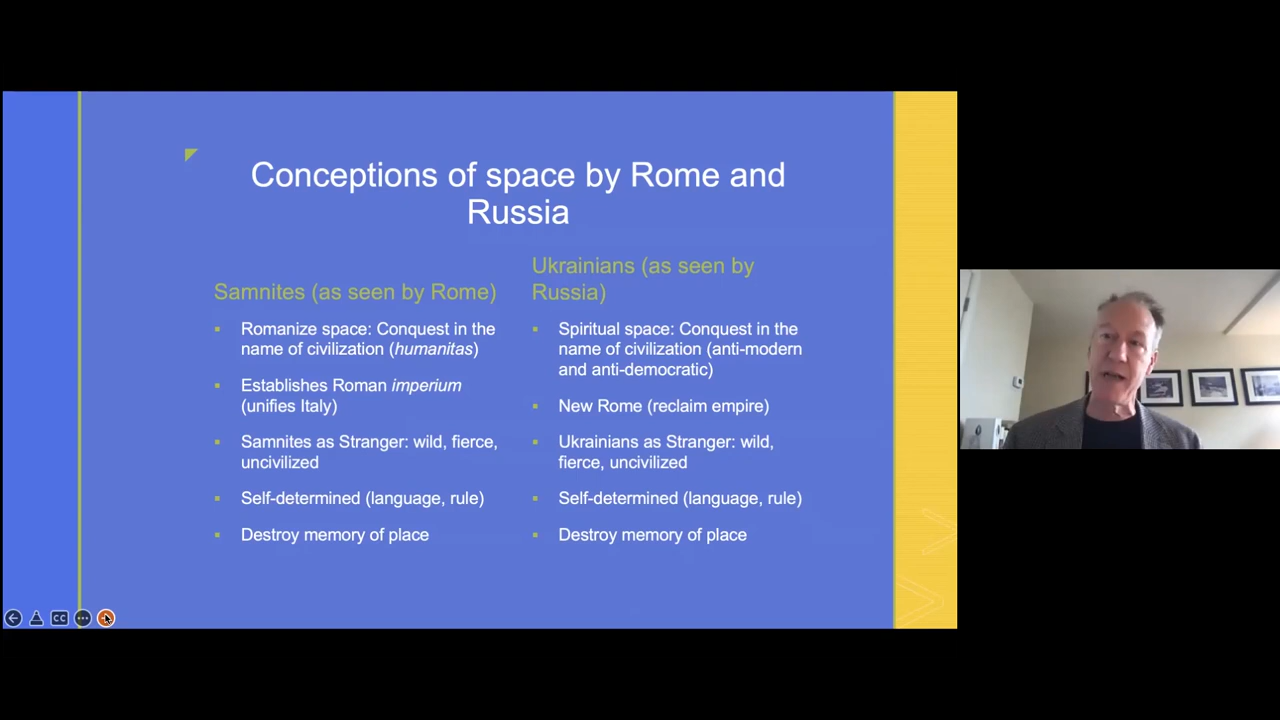 Conceptions of space by Rome and
Russia
Samnites (as seen by Rome)
Romanize space: Conquest in the
name of civilization (humanitas)
Establishes Roman imperium
(unifies Italy)
Samnites as Stranger: wild, fierce,
uncivilized
Self-determined (language, rule)
Destroy memory of place
Ukrainians (as seen by
Russia)
Spiritual space: Conquest in the
name of civilization (anti-modern
and anti-democratic)
New Rome (reclaim empire)
Ukrainians as Stranger: wild,
fierce, uncivilized
Self-determined (language, rule)
Destroy memory of place
CC